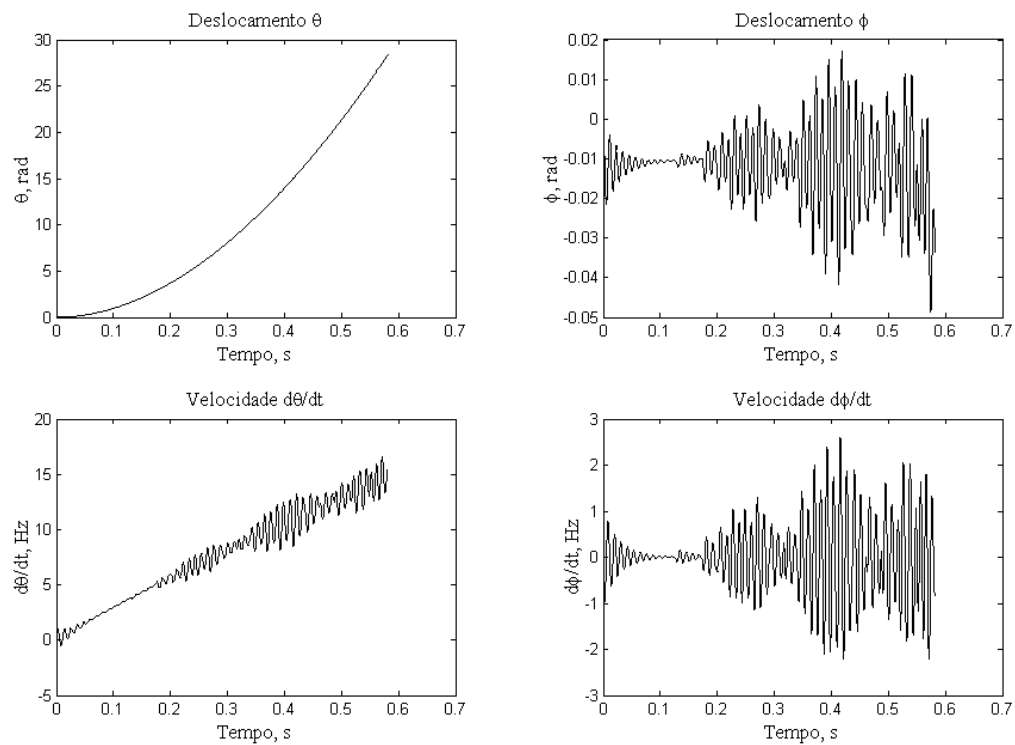 Deslocamento θ
30
25
20
15
10
5
0
θ, rad
0 0.1 0.2 0.3 0.4 0.5 0.6 0.7
Tempo, s
Deslocamento ϕ
0.02
0.01
0
-0.01
-0.02
-0.03
-0.04
-0.05
ϕ, rad
0 0.1 0.2 0.3 0.4 0.5 0.6 0.7
Tempo, s
Velocidade dθ/dt
20
15
10
5
0
-5
dθ/dt, Hz
0 0.1 0.2 0.3 0.4 0.5 0.6 0.7
Tempo, s
Velocidade dϕ/dt
3
2
1
0
-1
-2
-3
dϕ/dt, Hz
0 0.1 0.2 0.3 0.4 0.5 0.6 0.7
Tempo, s